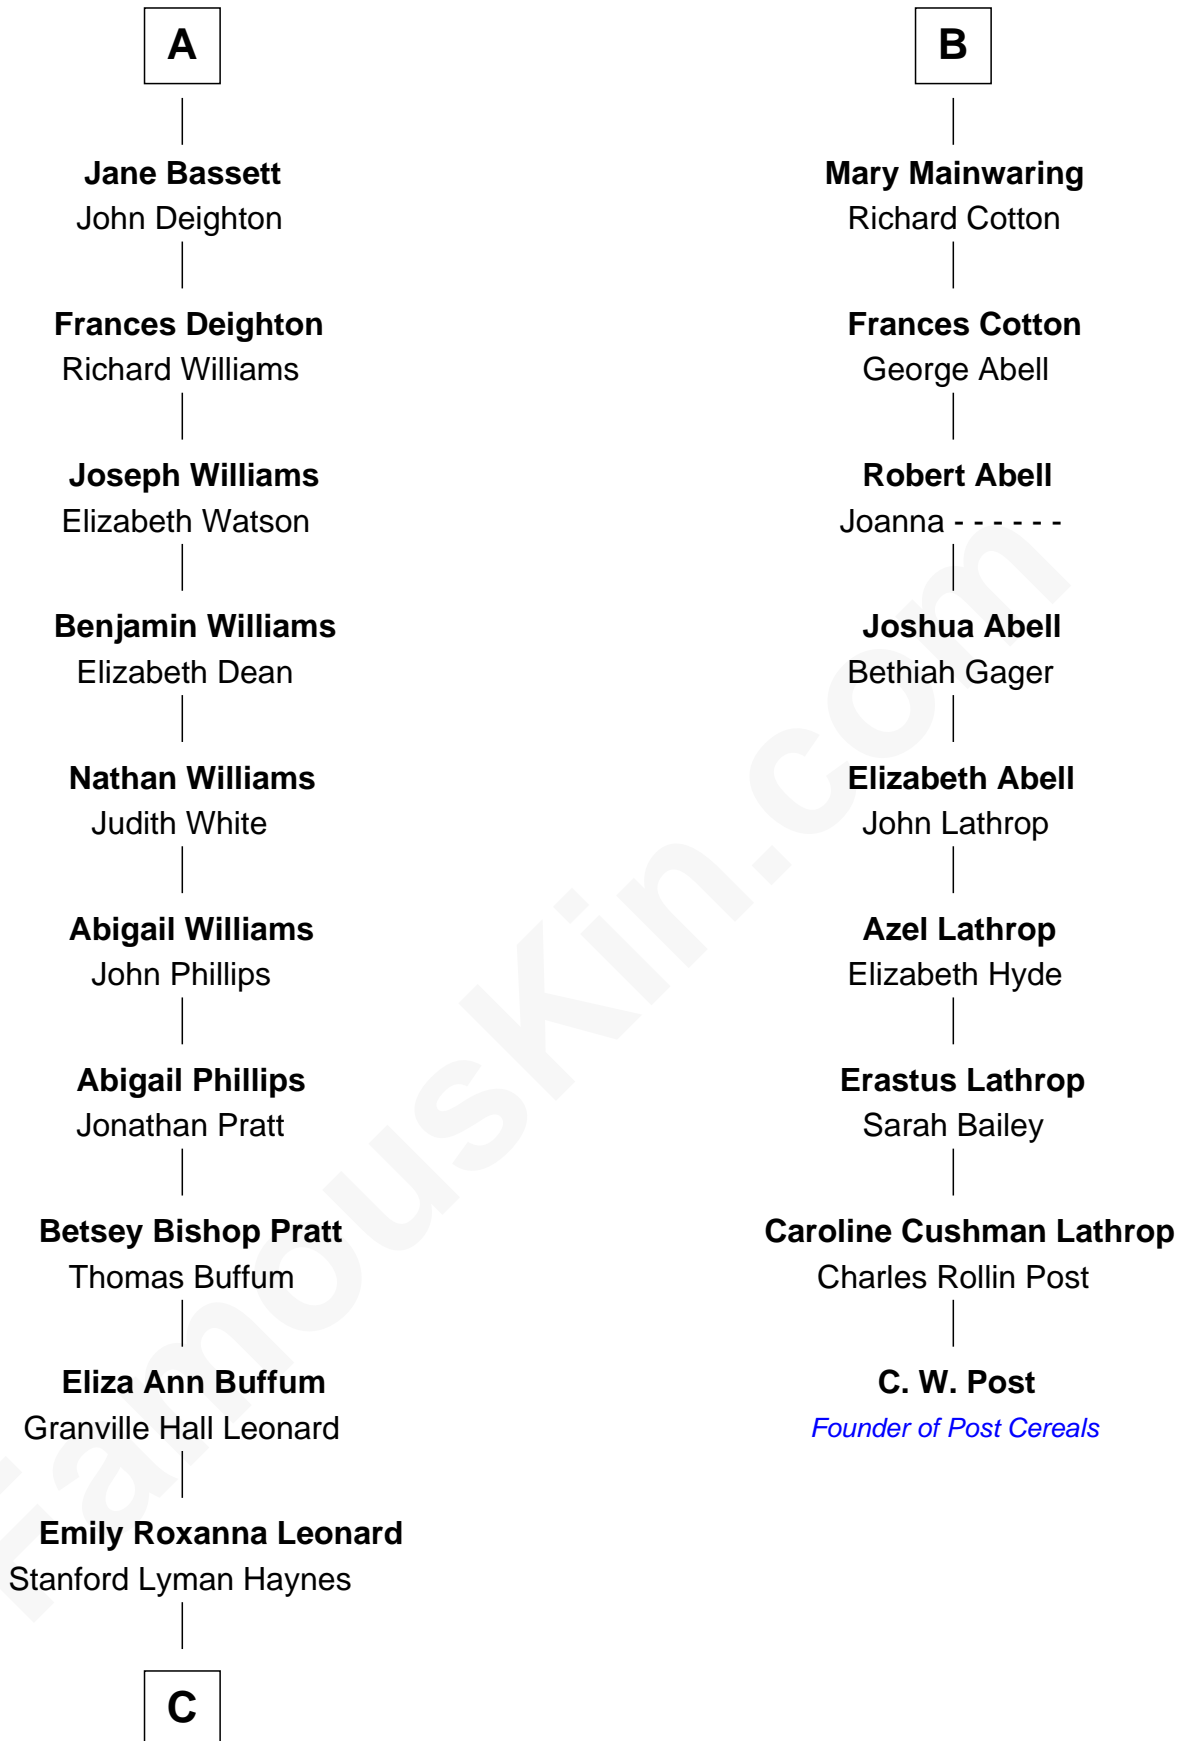 A
Jane Bassett
John Deighton
Frances Deighton
Richard Williams
Joseph Williams
Elizabeth Watson
Benjamin Williams
Elizabeth Dean
Nathan Williams
Judith White
Abigail Williams
John Phillips
Abigail Phillips
Jonathan Pratt
Betsey Bishop Pratt
Thomas Buffum
Eliza Ann Buffum
Granville Hall Leonard
Emily Roxanna Leonard
Stanford Lyman Haynes
C
B
Mary Mainwaring
Richard Cotton
Frances Cotton
George Abell
Robert Abell
Joanna - - - - - -
Joshua Abell
Bethiah Gager
Elizabeth Abell
John Lathrop
Azel Lathrop
Elizabeth Hyde
Erastus Lathrop
Sarah Bailey
Caroline Cushman Lathrop
Charles Rollin Post
C. W. Post
Founder of Post Cereals
FamousKin.com